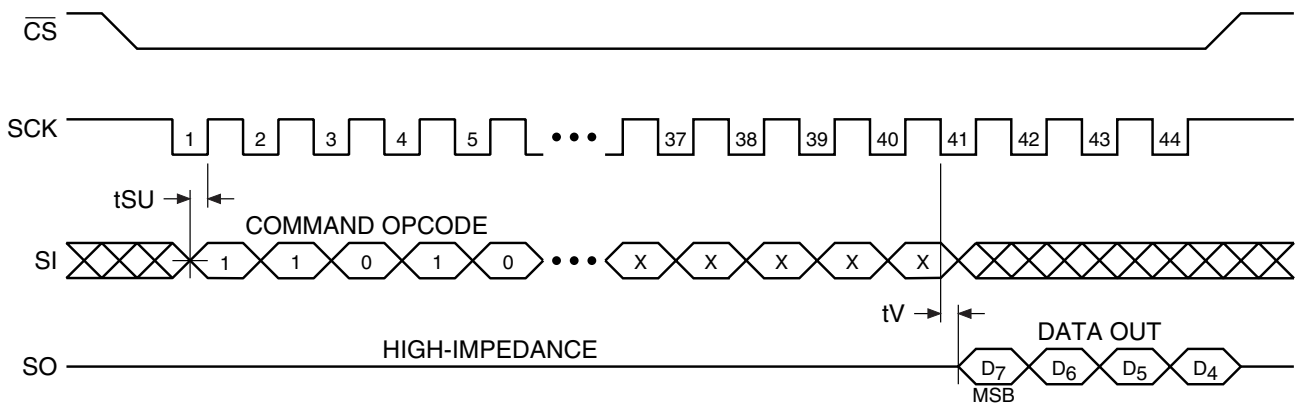 CS
SCK 1 2 3 4 5 ••• 37 38 39 40 41 42 43 44
tSU
COMMAND OPCODE
SI 1 1 0 1 0 ••• X X X X X
tV
DATA OUT
HIGH-IMPEDANCE
SO D7 D6 D5 D4
MSB